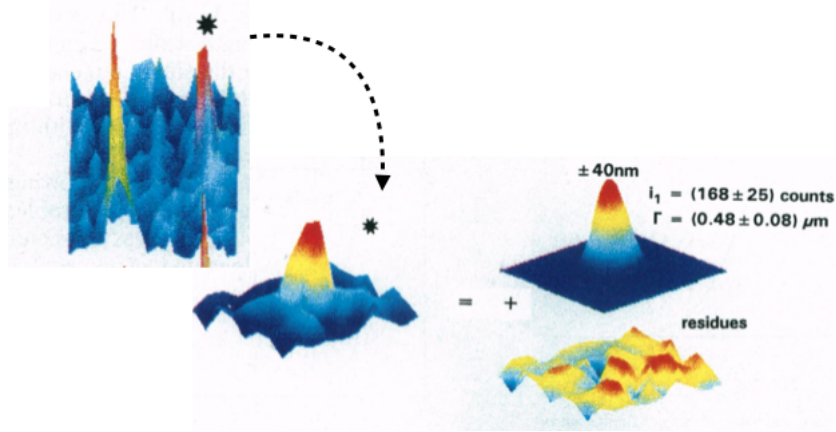 ±40nm
i₁ = (168±25) counts
Γ = (0.48±0.08) μm
= +
residues